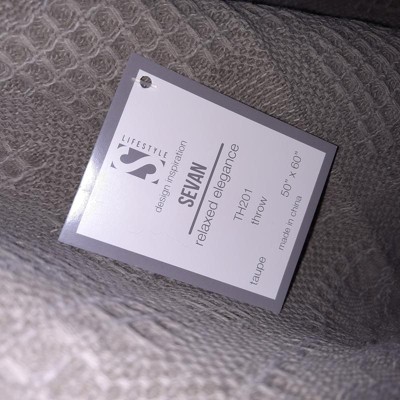 LIFESTYLE
S
design inspiration
SEVAN
relaxed elegance
TH201
throw
50" x 60"
taupe
made in china